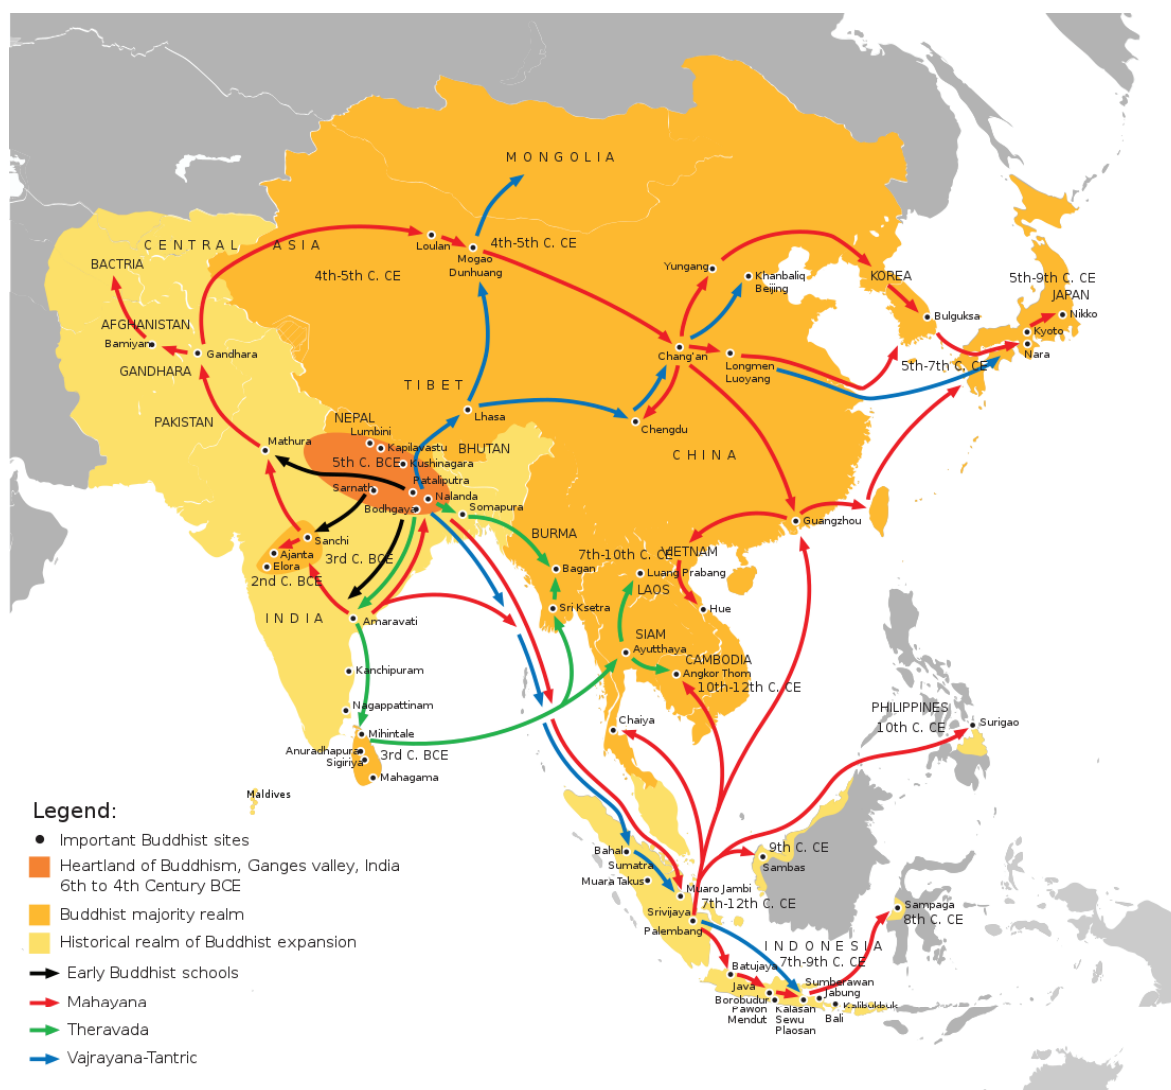 MONGOLIA
CENTRAL ASIA
4th-5th C. CE
Loulan
Mogao
Dunhuang
BACTRIA
4th-5th C. CE
Yungang
Khanbaliq
Beijing
KOREA
5th-9th C. CE
JAPAN
Nikko
Bulguksa
Kyoto
Nara
AFGHANISTAN
Bamiyan
Gandhara
GANDHARA
Chang'an
Longmen
Luoyang
5th-7th C. CE
TIBET
Lhasa
Chengdu
PAKISTAN
NEPAL
Lumbini
Kapilavastu
BHUTAN
Mathura
5th C. BCE
Kushinagara
CHINA
Sarnath
Pataliputra
Nalanda
Bodhgaya
Somapura
Guangzhou
BURMA
Sanchi
Ajanta
Elora
3rd C. BCE
2nd C. BCE
7th-10th C. CE
VIETNAM
Bagan
Luang Prabang
LAOS
Sri Ksetra
Hue
INDIA
Amaravati
SIAM
Ayutthaya
CAMBODIA
Angkor Thom
10th-12th C. CE
Kanchipuram
Nagappattinam
PHILIPPINES
10th C. CE
Surigao
Chaiya
Mihintale
Anuradhapura
3rd C. BCE
Sigiriya
Mahagama
Maldives
Legend:
Important Buddhist sites
Heartland of Buddhism, Ganges valley, India
6th to 4th Century BCE
Buddhist majority realm
Historical realm of Buddhist expansion
Early Buddhist schools
Mahayana
Theravada
Vajrayana-Tantric
Bahal
Sumatra
Muara Takus
9th C. CE
Sambas
Muaro Jambi
7th-12th C. CE
Srivijaya
Palembang
Sampaga
8th C. CE
INDONESIA
7th-9th C. CE
Batujaya
Java
Sumberawan
Jabung
Borobudur
Pawon
Mendut
Kalasan
Sewu
Plaosan
Kalibukbuk
Bali